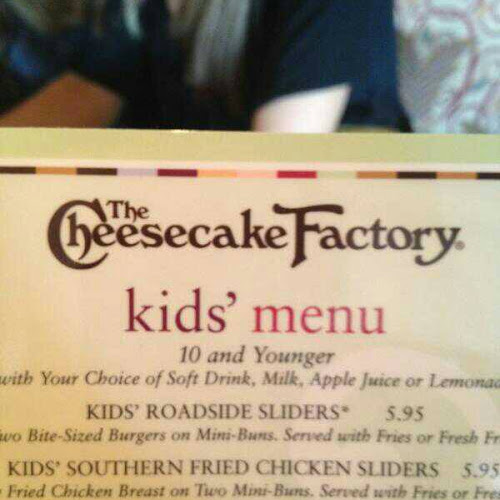 The
Cheesecake Factory®
kids' menu
10 and Younger
with Your Choice of Soft Drink, Milk, Apple Juice or
KIDS' ROADSIDE SLIDERS* 5.95
Bite-Sized Burgers on Mini-Buns. Served with Fries or Fresh
KIDS' SOUTHERN FRIED CHICKEN SLIDERS 5.95
Fried Chicken Breast on Two Mini-Buns. Served with Fries or